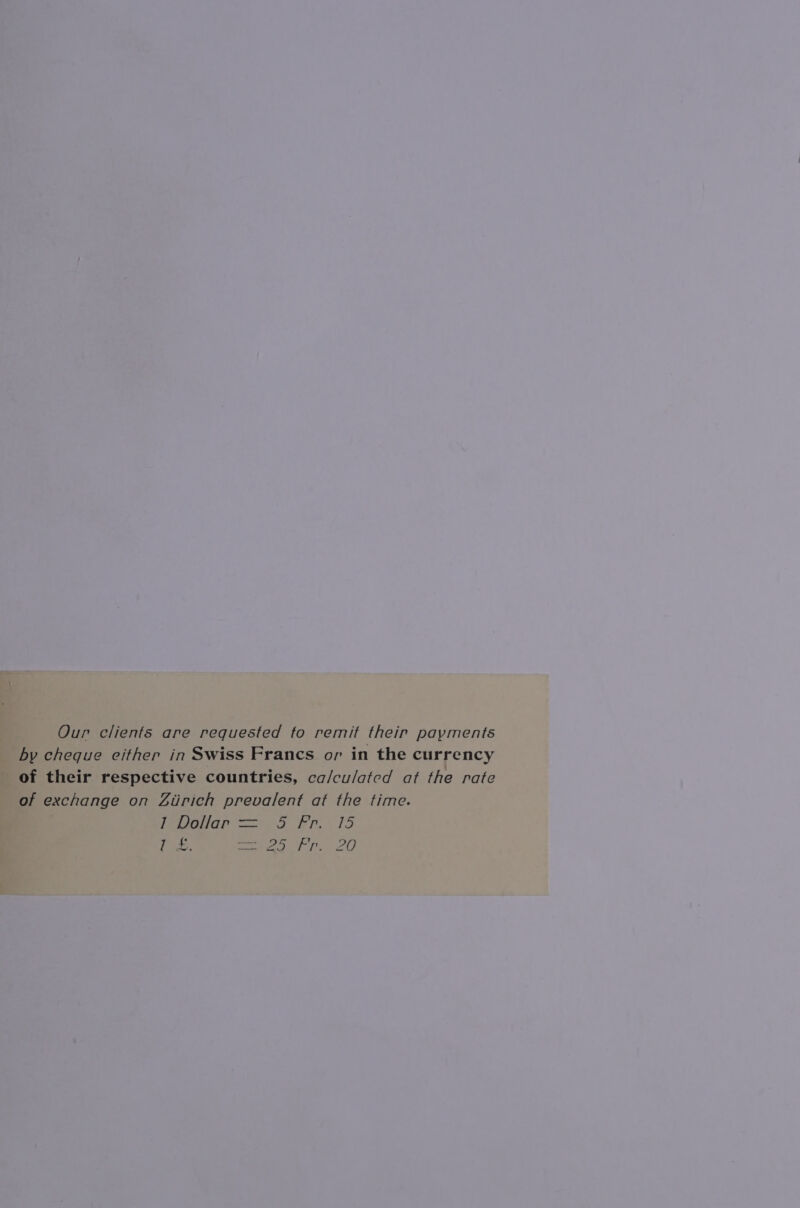 Our clients are requested to remit their payments
by cheque either in Swiss Francs or in the currency
of their respective countries, calculated at the rate
of exchange on Zürich prevalent at the time.
1 Dollar = 5 Fr. 15
1 £. = 25 Fr. 20